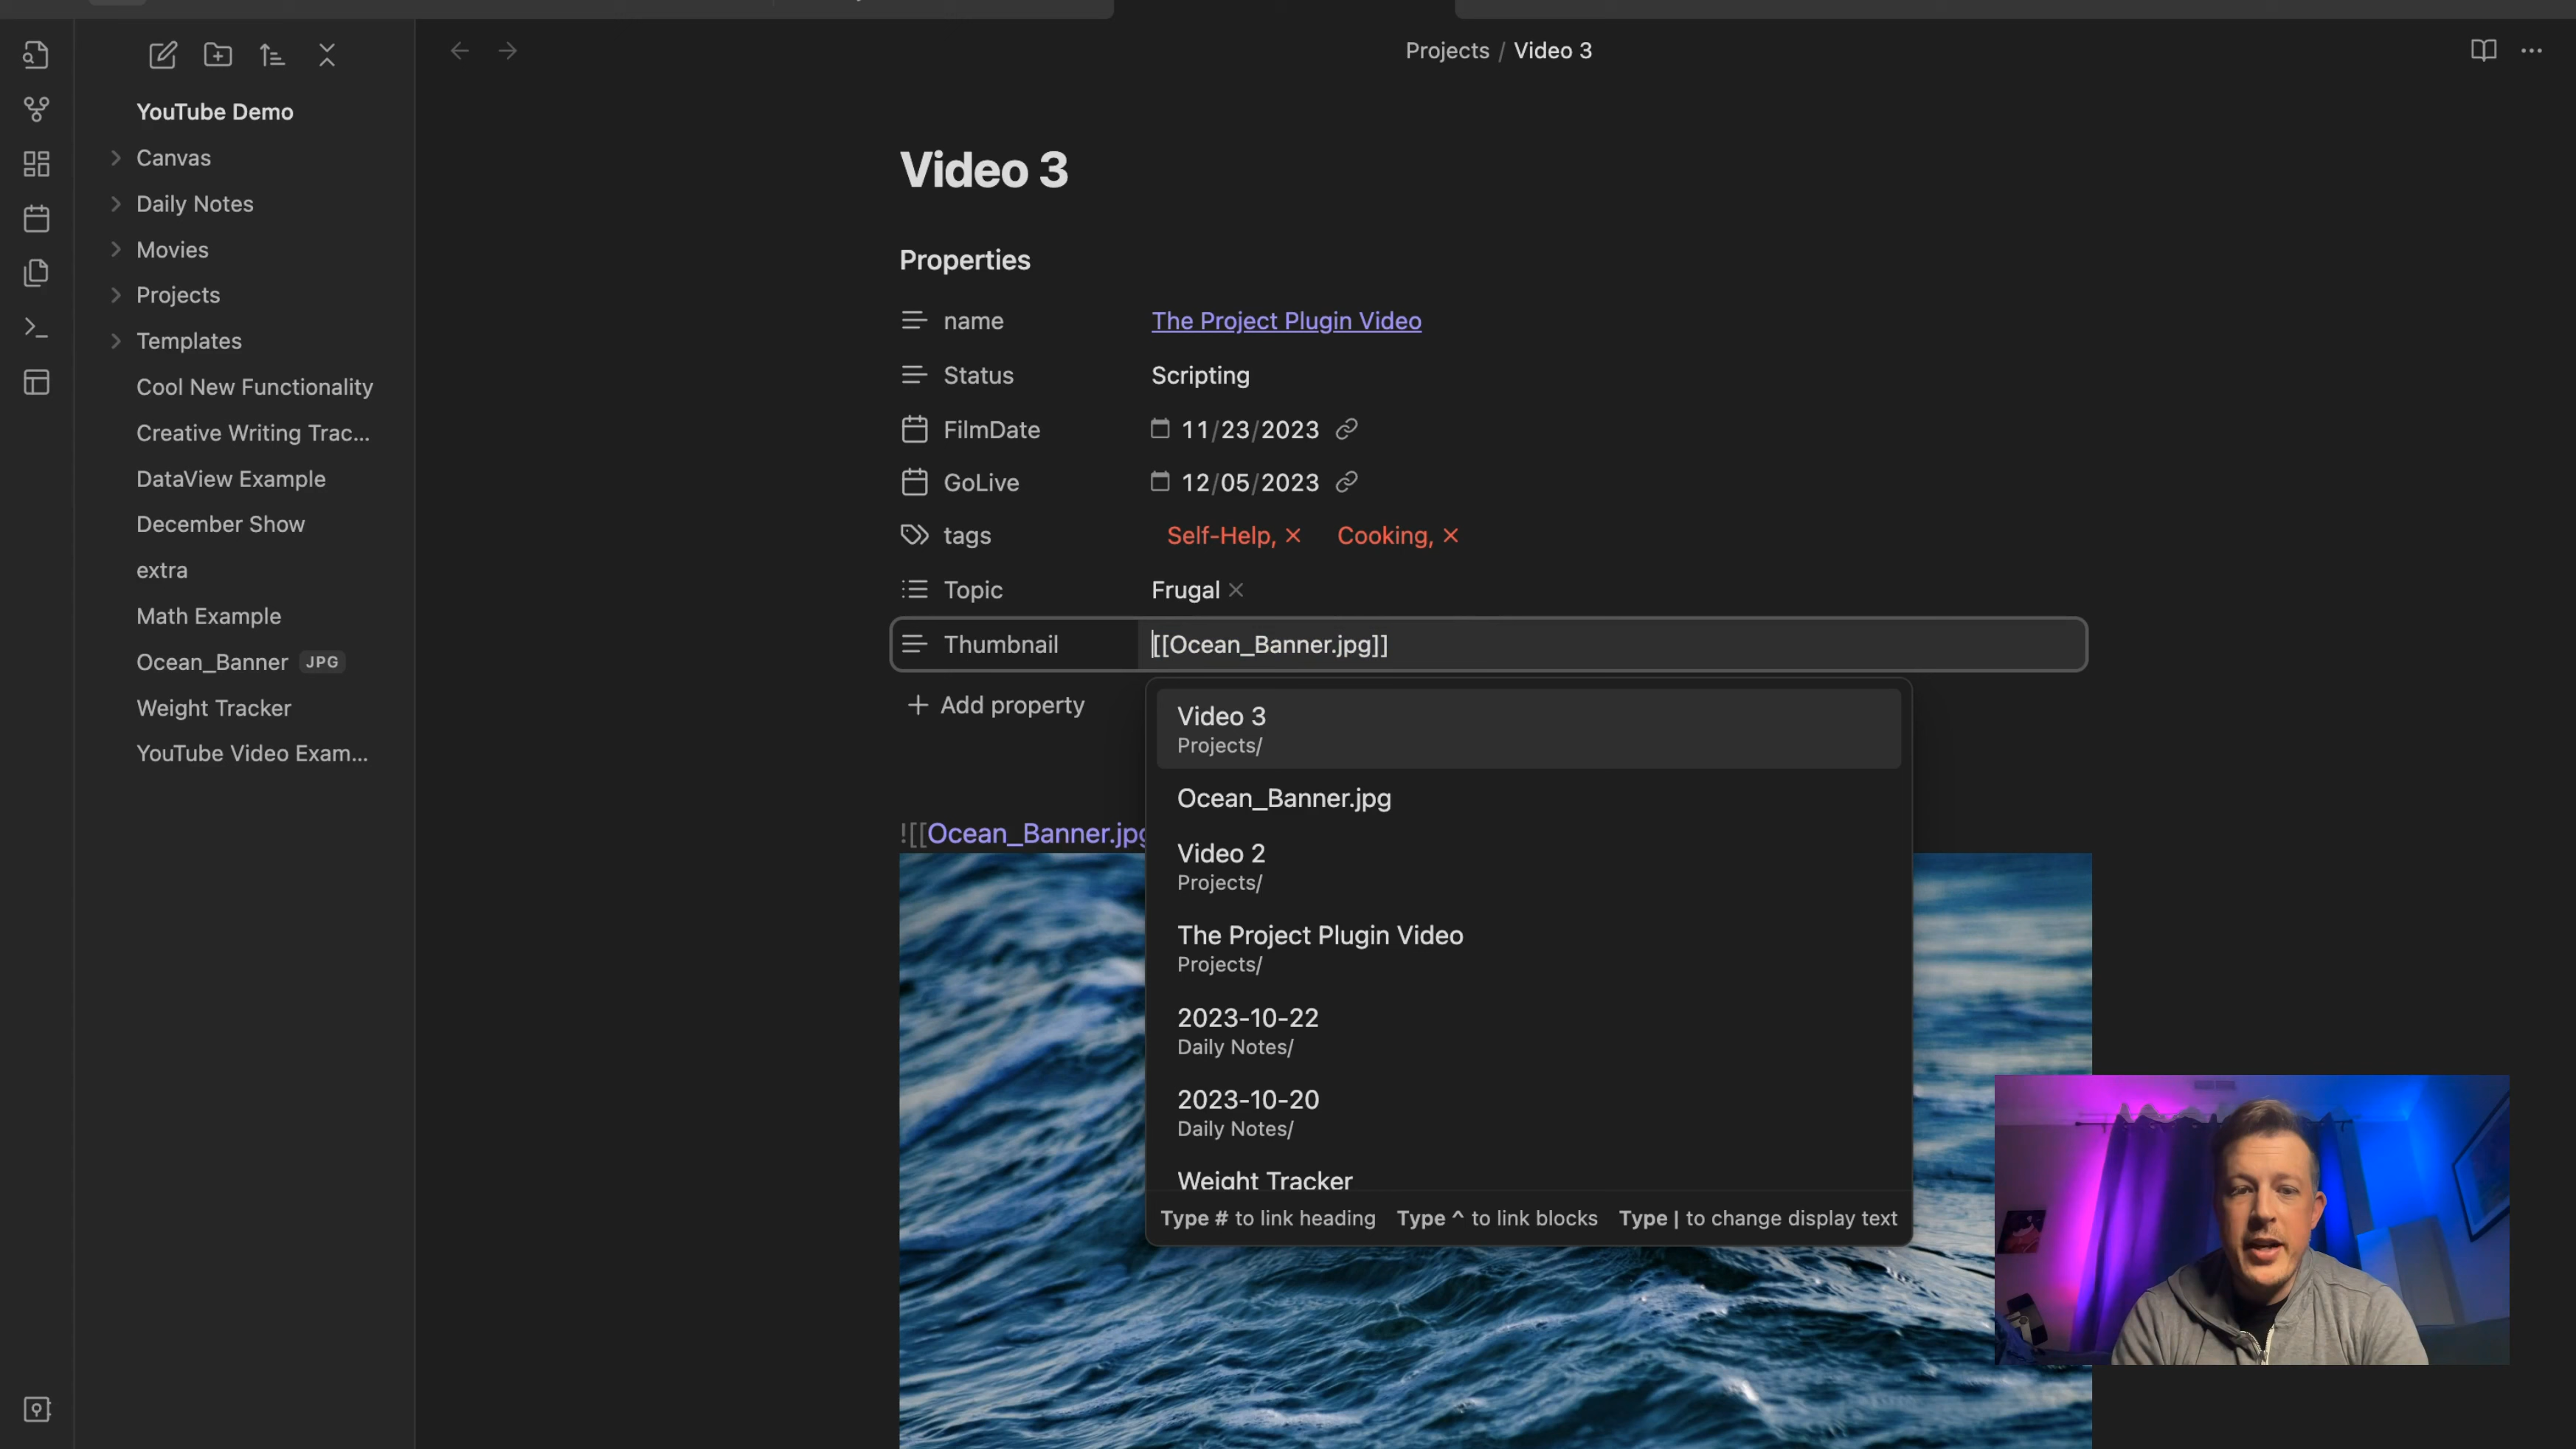 Projects / Video 3
YouTube Demo
Canvas
Daily Notes
Movies
Projects
Templates
Cool New Functionality
Creative Writing Trac...
DataView Example
December Show
extra
Math Example
Ocean_Banner JPG
Weight Tracker
YouTube Video Exam...
Video 3
Properties
name The Project Plugin Video
Status Scripting
FilmDate 11/23/2023
GoLive 12/05/2023
tags Self-Help, × Cooking, ×
Topic Frugal ×
Thumbnail [[Ocean_Banner.jpg]]
+ Add property
![[Ocean_Banner.jpg
Video 3
Projects/
Ocean_Banner.jpg
Video 2
Projects/
The Project Plugin Video
Projects/
2023-10-22
Daily Notes/
2023-10-20
Daily Notes/
Weight Tracker
Type # to link heading Type ^ to link blocks Type | to change display text